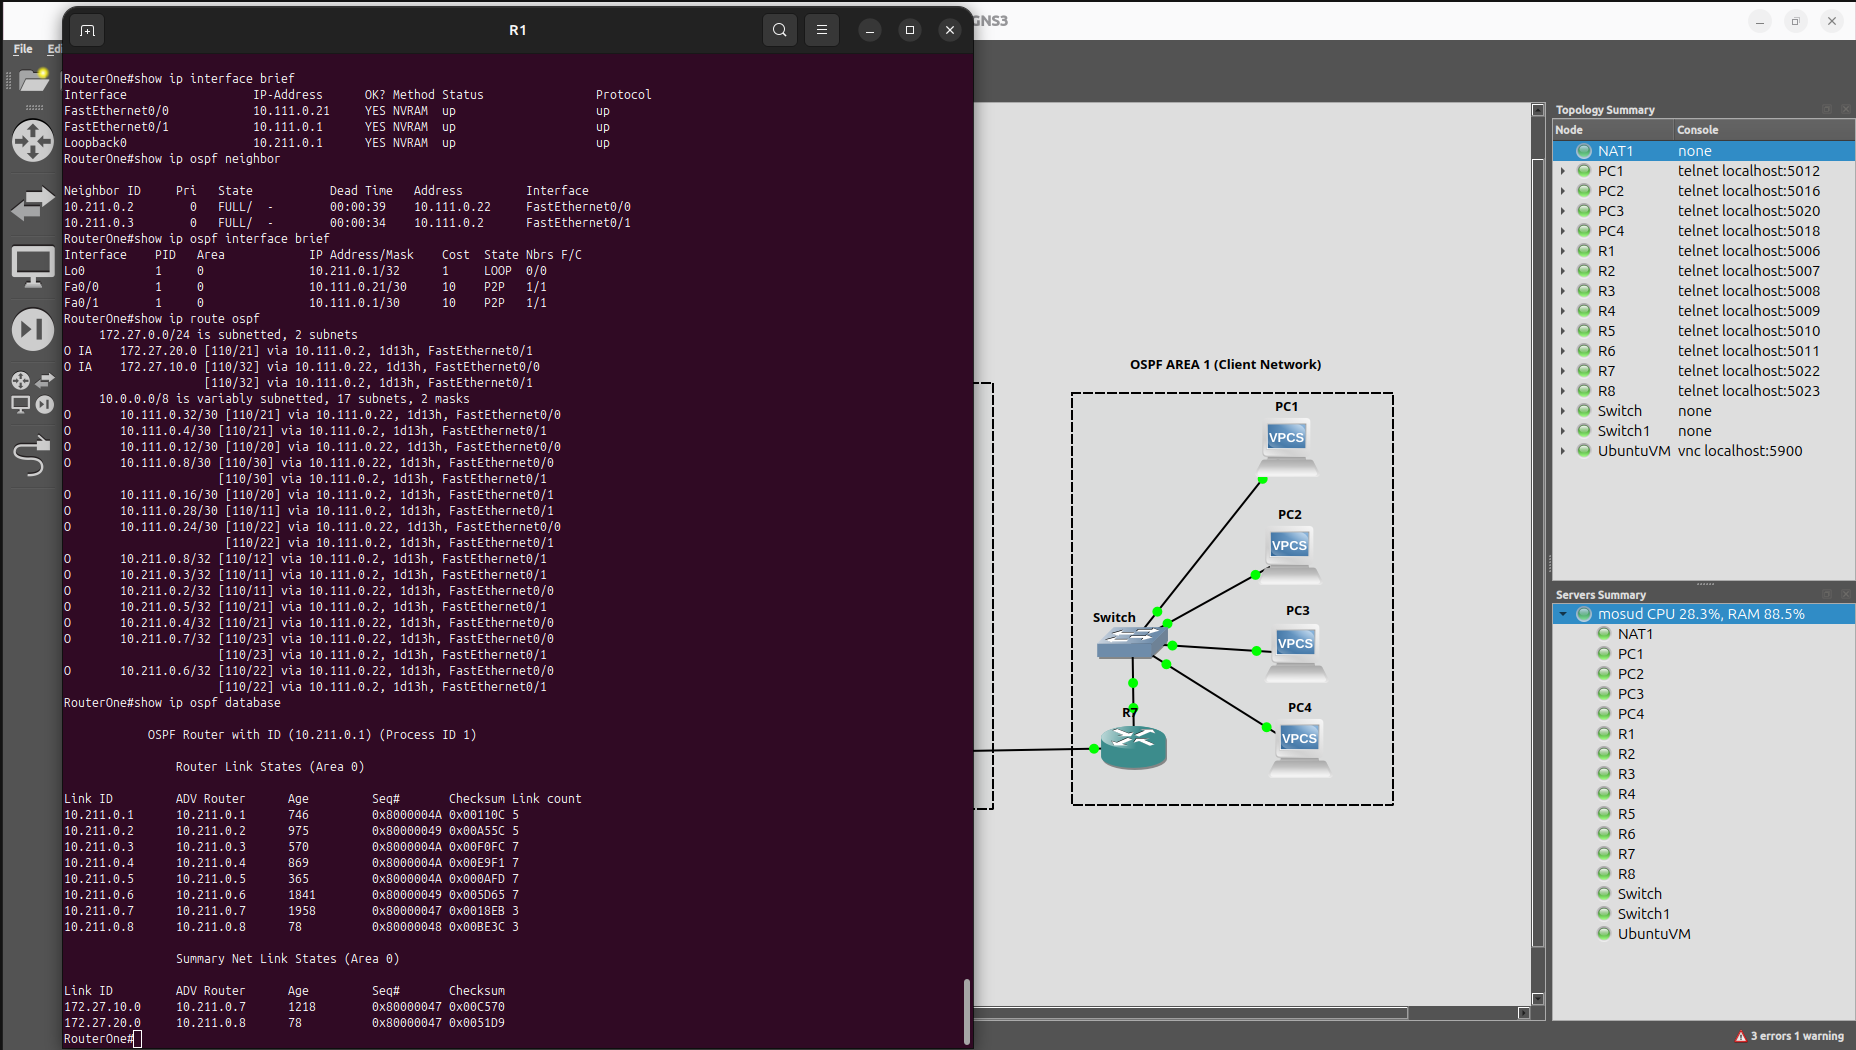 R1
GNS3
File Edi
RouterOne#show ip interface brief
Interface IP-Address OK? Method Status Protocol
FastEthernet0/0 10.111.0.21 YES NVRAM up up
FastEthernet0/1 10.111.0.1 YES NVRAM up up
Loopback0 10.211.0.1 YES NVRAM up up
RouterOne#show ip ospf neighbor
Neighbor ID Pri State Dead Time Address Interface
10.211.0.2 0 FULL/ - 00:00:39 10.111.0.22 FastEthernet0/0
10.211.0.3 0 FULL/ - 00:00:34 10.111.0.2 FastEthernet0/1
RouterOne#show ip ospf interface brief
Interface PID Area IP Address/Mask Cost State Nbrs F/C
Lo0 1 0 10.211.0.1/32 1 LOOP 0/0
Fa0/0 1 0 10.111.0.21/30 10 P2P 1/1
Fa0/1 1 0 10.111.0.1/30 10 P2P 1/1
RouterOne#show ip route ospf
172.27.0.0/24 is subnetted, 2 subnets
O IA 172.27.20.0 [110/21] via 10.111.0.2, 1d13h, FastEthernet0/1
O IA 172.27.10.0 [110/32] via 10.111.0.22, 1d13h, FastEthernet0/0
[110/32] via 10.111.0.2, 1d13h, FastEthernet0/1
10.0.0.0/8 is variably subnetted, 17 subnets, 2 masks
O 10.111.0.32/30 [110/21] via 10.111.0.22, 1d13h, FastEthernet0/0
O 10.111.0.4/30 [110/21] via 10.111.0.2, 1d13h, FastEthernet0/1
O 10.111.0.12/30 [110/20] via 10.111.0.22, 1d13h, FastEthernet0/0
O 10.111.0.8/30 [110/30] via 10.111.0.22, 1d13h, FastEthernet0/0
[110/30] via 10.111.0.2, 1d13h, FastEthernet0/1
O 10.111.0.16/30 [110/20] via 10.111.0.2, 1d13h, FastEthernet0/1
O 10.111.0.28/30 [110/11] via 10.111.0.2, 1d13h, FastEthernet0/1
O 10.111.0.24/30 [110/22] via 10.111.0.22, 1d13h, FastEthernet0/0
[110/22] via 10.111.0.2, 1d13h, FastEthernet0/1
O 10.211.0.8/32 [110/12] via 10.111.0.2, 1d13h, FastEthernet0/1
O 10.211.0.3/32 [110/11] via 10.111.0.2, 1d13h, FastEthernet0/1
O 10.211.0.2/32 [110/11] via 10.111.0.22, 1d13h, FastEthernet0/0
O 10.211.0.5/32 [110/21] via 10.111.0.2, 1d13h, FastEthernet0/1
O 10.211.0.4/32 [110/21] via 10.111.0.22, 1d13h, FastEthernet0/0
O 10.211.0.7/32 [110/23] via 10.111.0.22, 1d13h, FastEthernet0/0
[110/23] via 10.111.0.2, 1d13h, FastEthernet0/1
O 10.211.0.6/32 [110/22] via 10.111.0.22, 1d13h, FastEthernet0/0
[110/22] via 10.111.0.2, 1d13h, FastEthernet0/1
RouterOne#show ip ospf database
OSPF Router with ID (10.211.0.1) (Process ID 1)
Router Link States (Area 0)
Link ID ADV Router Age Seq# Checksum Link count
10.211.0.1 10.211.0.1 746 0x8000004A 0x00110C 5
10.211.0.2 10.211.0.2 975 0x80000049 0x00A55C 5
10.211.0.3 10.211.0.3 570 0x8000004A 0x00F0FC 7
10.211.0.4 10.211.0.4 869 0x8000004A 0x00E9F1 7
10.211.0.5 10.211.0.5 365 0x8000004A 0x000AFD 7
10.211.0.6 10.211.0.6 1841 0x80000049 0x005D65 7
10.211.0.7 10.211.0.7 1958 0x80000047 0x0018EB 3
10.211.0.8 10.211.0.8 78 0x80000048 0x00BE3C 3
Summary Net Link States (Area 0)
Link ID ADV Router Age Seq# Checksum
172.27.10.0 10.211.0.7 1218 0x80000047 0x00C570
172.27.20.0 10.211.0.8 78 0x80000047 0x0051D9
RouterOne#
OSPF AREA 1 (Client Network)
PC1
VPCS
PC2
VPCS
PC3
VPCS
Switch
PC4
VPCS
R7
Topology Summary
Node Console
NAT1 none
PC1 telnet localhost:5012
PC2 telnet localhost:5016
PC3 telnet localhost:5020
PC4 telnet localhost:5018
R1 telnet localhost:5006
R2 telnet localhost:5007
R3 telnet localhost:5008
R4 telnet localhost:5009
R5 telnet localhost:5010
R6 telnet localhost:5011
R7 telnet localhost:5022
R8 telnet localhost:5023
Switch none
Switch1 none
UbuntuVM vnc localhost:5900
Servers Summary
mosud CPU 28.3%, RAM 88.5%
NAT1
PC1
PC2
PC3
PC4
R1
R2
R3
R4
R5
R6
R7
R8
Switch
Switch1
UbuntuVM
3 errors 1 warning